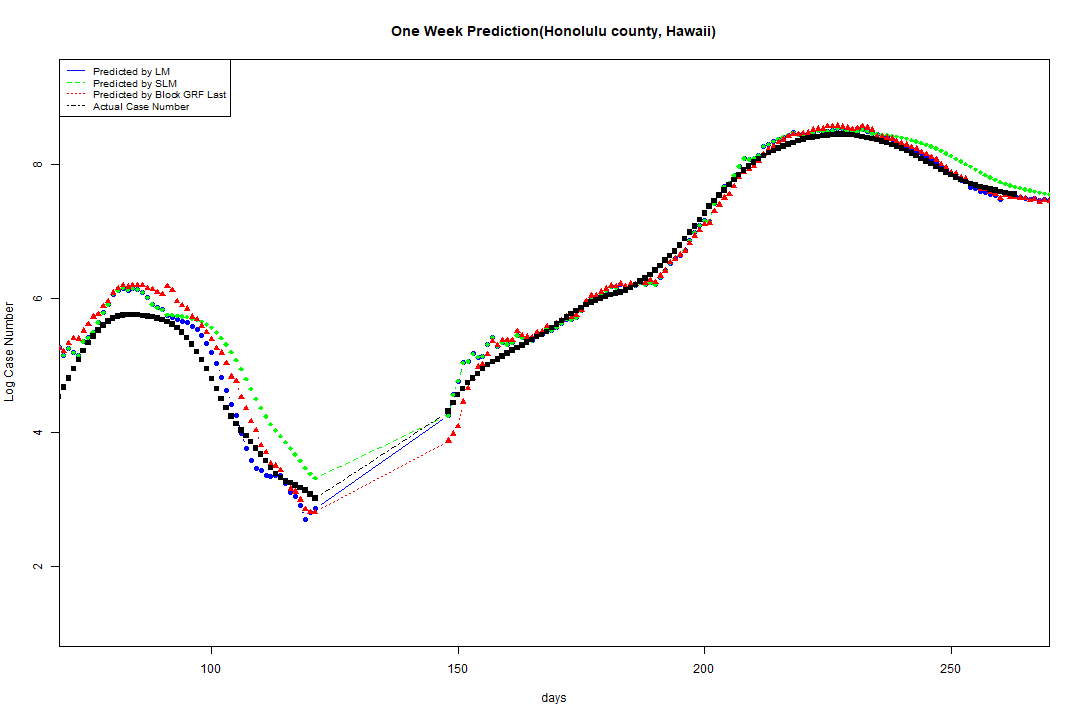 One Week Prediction(Honolulu county, Hawaii)
Predicted by LM
Predicted by SLM
Predicted by Block GRF Last
Actual Case Number
Log Case Number
8
6
4
2
100 150 200 250
days